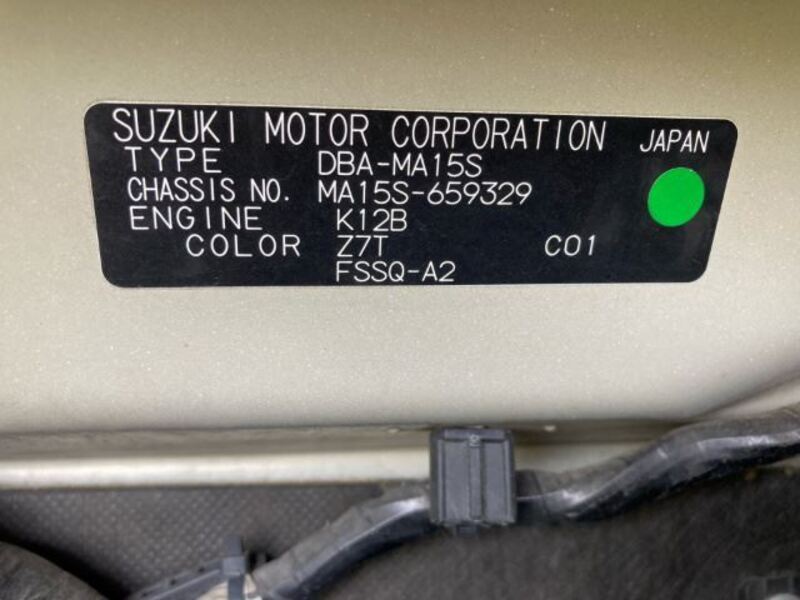 SUZUKI MOTOR CORPORATION JAPAN
TYPE DBA-MA15S
CHASSIS NO. MA15S-659329
ENGINE K12B
COLOR Z7T C01
FSSQ-A2